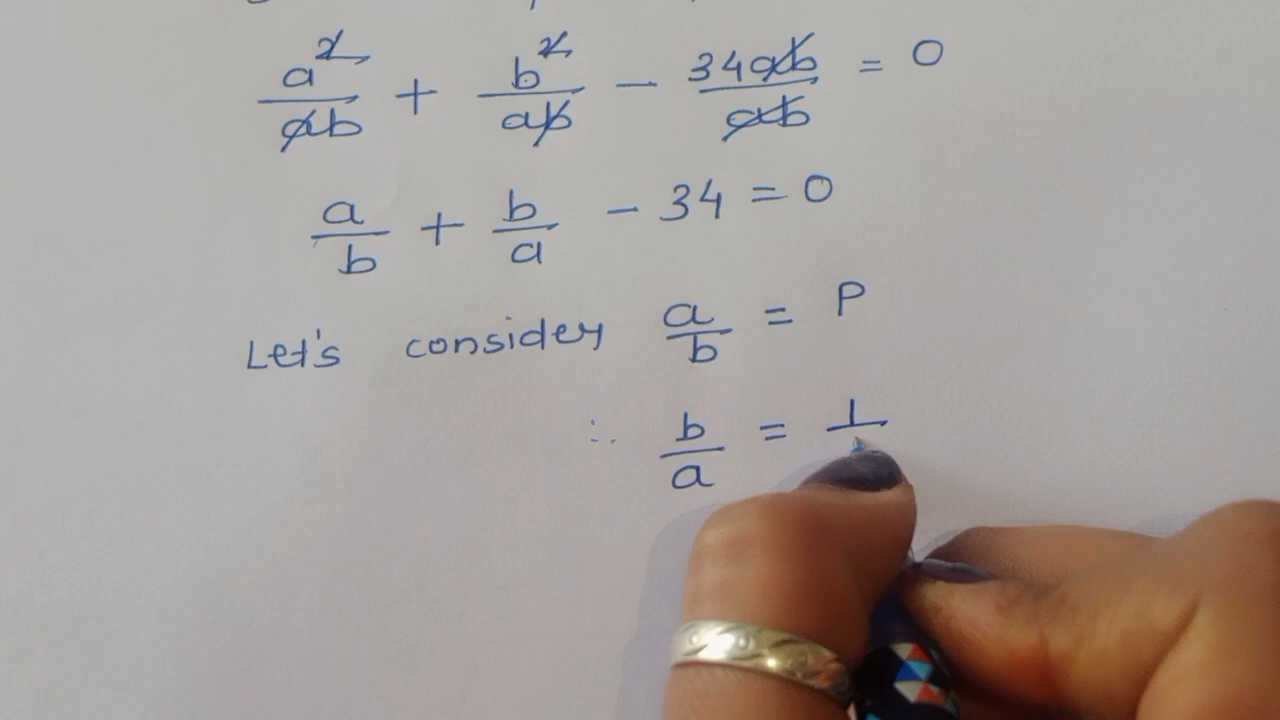 a²/ab + b²/ab - 34ab/ab = 0
a/b + b/a - 34 = 0
Let's consider a/b = P
∴ b/a = 1/